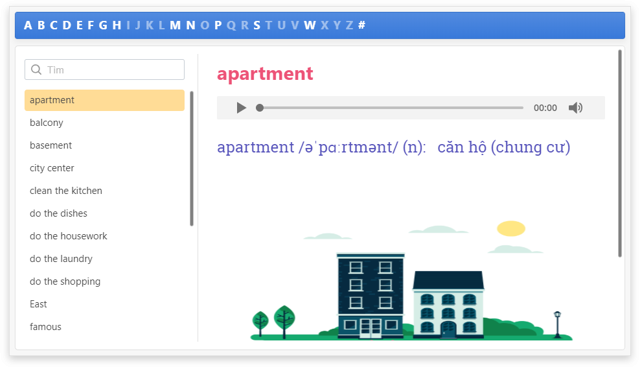 A B C D E F G H I J K L M N O P Q R S T U V W X Y Z #
Tìm
apartment
balcony
basement
city center
clean the kitchen
do the dishes
do the housework
do the laundry
do the shopping
East
famous
apartment
00:00
apartment /əˈpɑːrtmənt/ (n): căn hộ (chung cư)